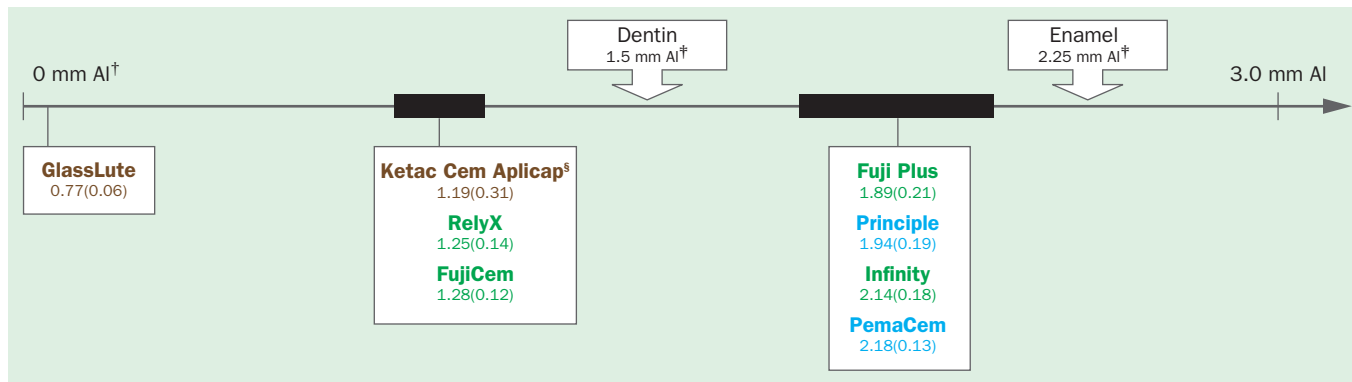 Dentin
1.5 mm Al‡
Enamel
2.25 mm Al‡
0 mm Al†
3.0 mm Al
GlassLute
0.77(0.06)
Ketac Cem Aplicap§
1.19(0.31)
RelyX
1.25(0.14)
FujiCem
1.28(0.12)
Fuji Plus
1.89(0.21)
Principle
1.94(0.19)
Infinity
2.14(0.18)
PemaCem
2.18(0.13)